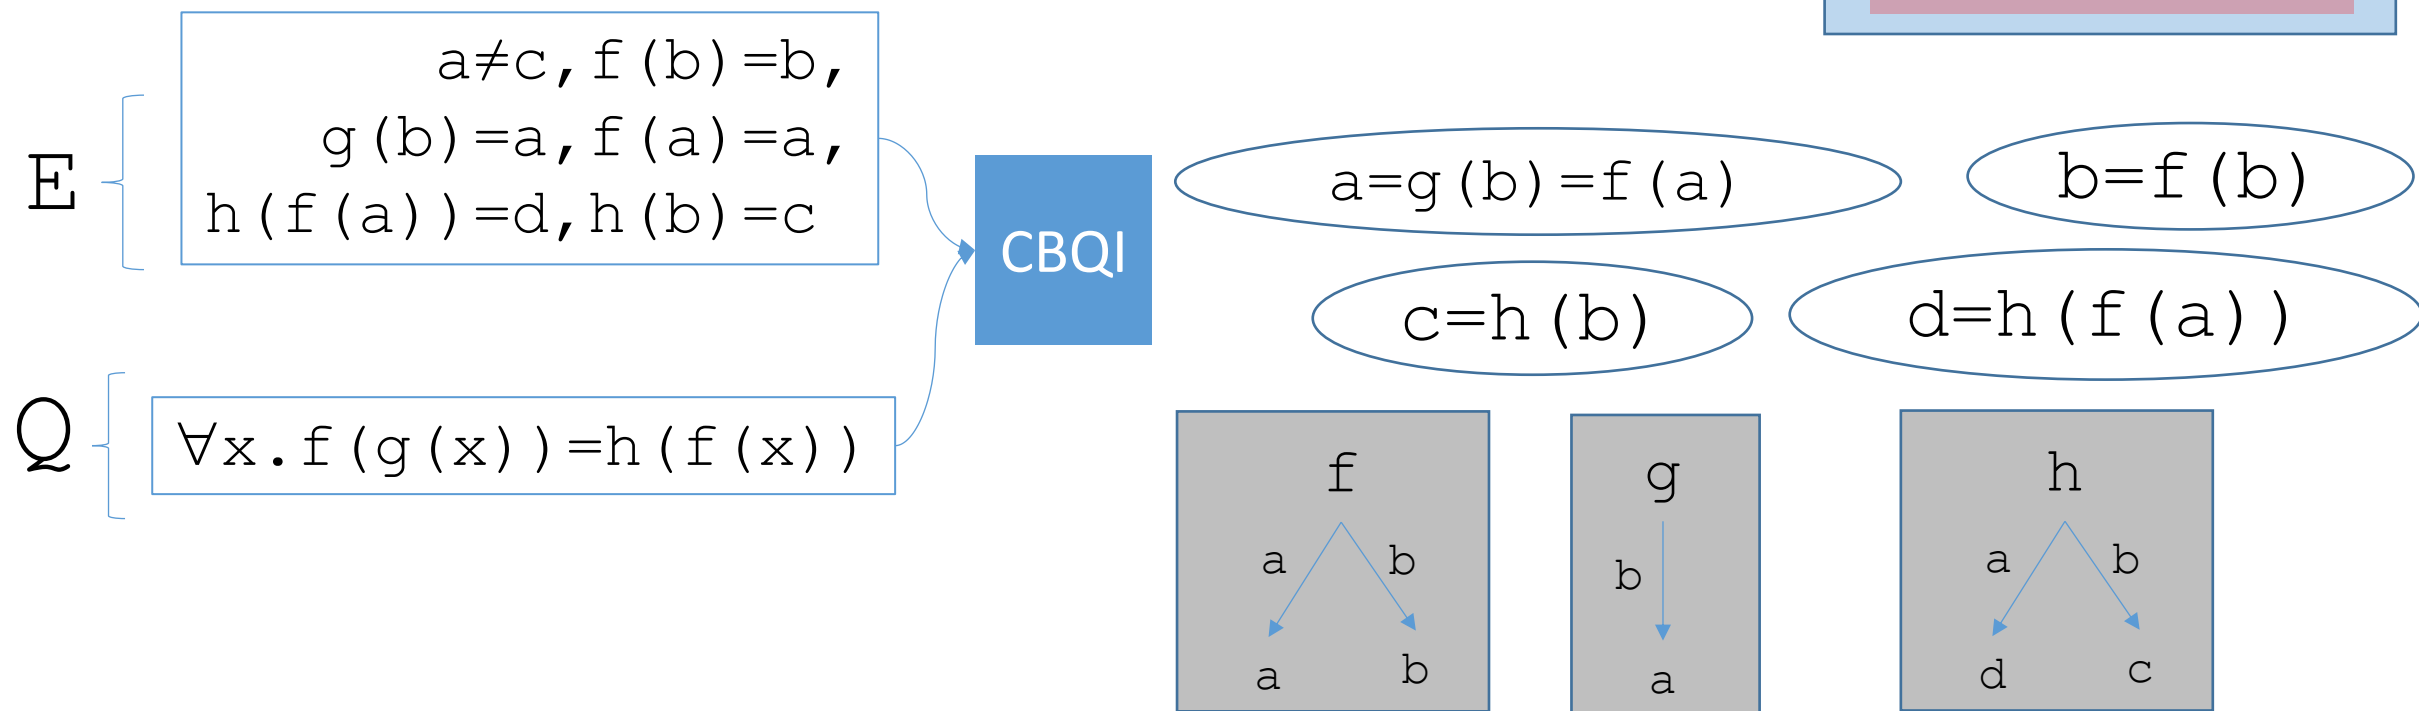 a≠c,f(b)=b,
g(b)=a,f(a)=a,
h(f(a))=d,h(b)=c
E
Q
∀x.f(g(x))=h(f(x))
CBQI
a=g(b)=f(a)
b=f(b)
c=h(b)
d=h(f(a))
f
a b
a b
g
b
a
h
a b
d c